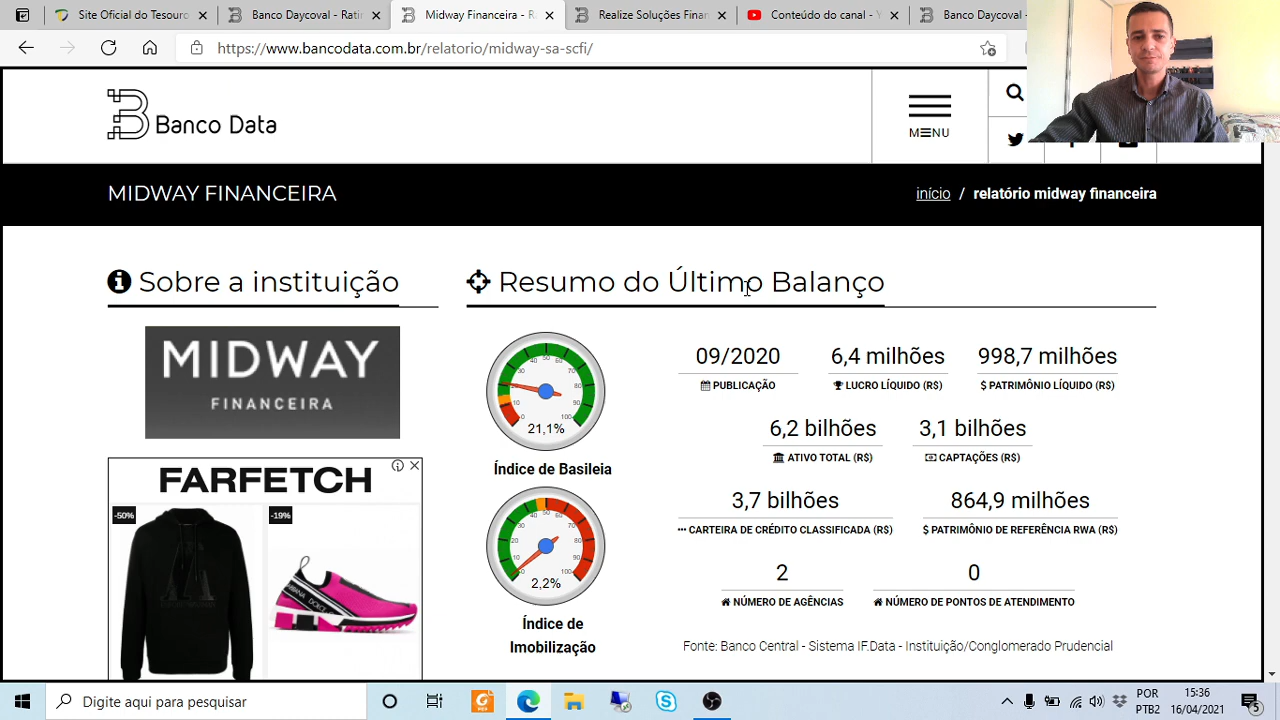 Site Oficial do Tesouro
Banco Daycoval - Rati
Midway Financeira - R
Realize Soluções Finan
Conteúdo do canal - Y
Banco Daycoval -
https://www.bancodata.com.br/relatorio/midway-sa-scfi/
Banco Data
MENU
MIDWAY FINANCEIRA
início / relatório midway financeira
Sobre a instituição
Resumo do Último Balanço
MIDWAY
FINANCEIRA
FARFETCH
-50%
-19%
21,1%
Índice de Basileia
2,2%
Índice de
Imobilização
09/2020
PUBLICAÇÃO
6,4 milhões
LUCRO LÍQUIDO (R$)
998,7 milhões
PATRIMÔNIO LÍQUIDO (R$)
6,2 bilhões
ATIVO TOTAL (R$)
3,1 bilhões
CAPTAÇÕES (R$)
3,7 bilhões
CARTEIRA DE CRÉDITO CLASSIFICADA (R$)
864,9 milhões
PATRIMÔNIO DE REFERÊNCIA RWA (R$)
2
NÚMERO DE AGÊNCIAS
0
NÚMERO DE PONTOS DE ATENDIMENTO
Fonte: Banco Central - Sistema IF.Data - Instituição/Conglomerado Prudencial
Digite aqui para pesquisar
POR
PTB2
15:36
16/04/2021
5